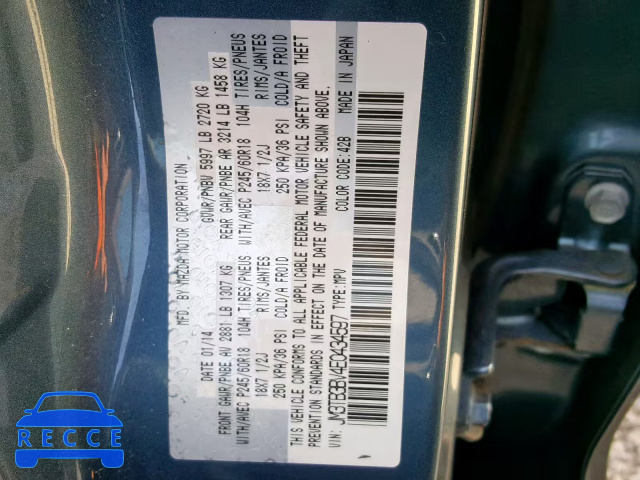 MFD. BY MAZDA MOTOR CORPORATION
DATE 01/14 GVWR/PNBV 5997 LB 2720 KG
FRONT GAWR/PNBE AV 2881 LB 1307 KG REAR GAWR/PNBE AR 3214 LB 1458 KG
WITH/AVEC P245/60R18 104H TIRES/PNEUS WITH/AVEC P245/60R18 104H TIRES/PNEUS
18X7 1/2J RIMS/JANTES 18X7 1/2J RIMS/JANTES
250 KPA/36 PSI COLD/A FROID 250 KPA/36 PSI COLD/A FROID
THIS VEHICLE CONFORMS TO ALL APPLICABLE FEDERAL MOTOR VEHICLE SAFETY AND THEFT
PREVENTION STANDARDS IN EFFECT ON THE DATE OF MANUFACTURE SHOWN ABOVE.
VIN: JM3TB3BV4E0434597 TYPE: MPV COLOR CODE: 42B MADE IN JAPAN
RECCE